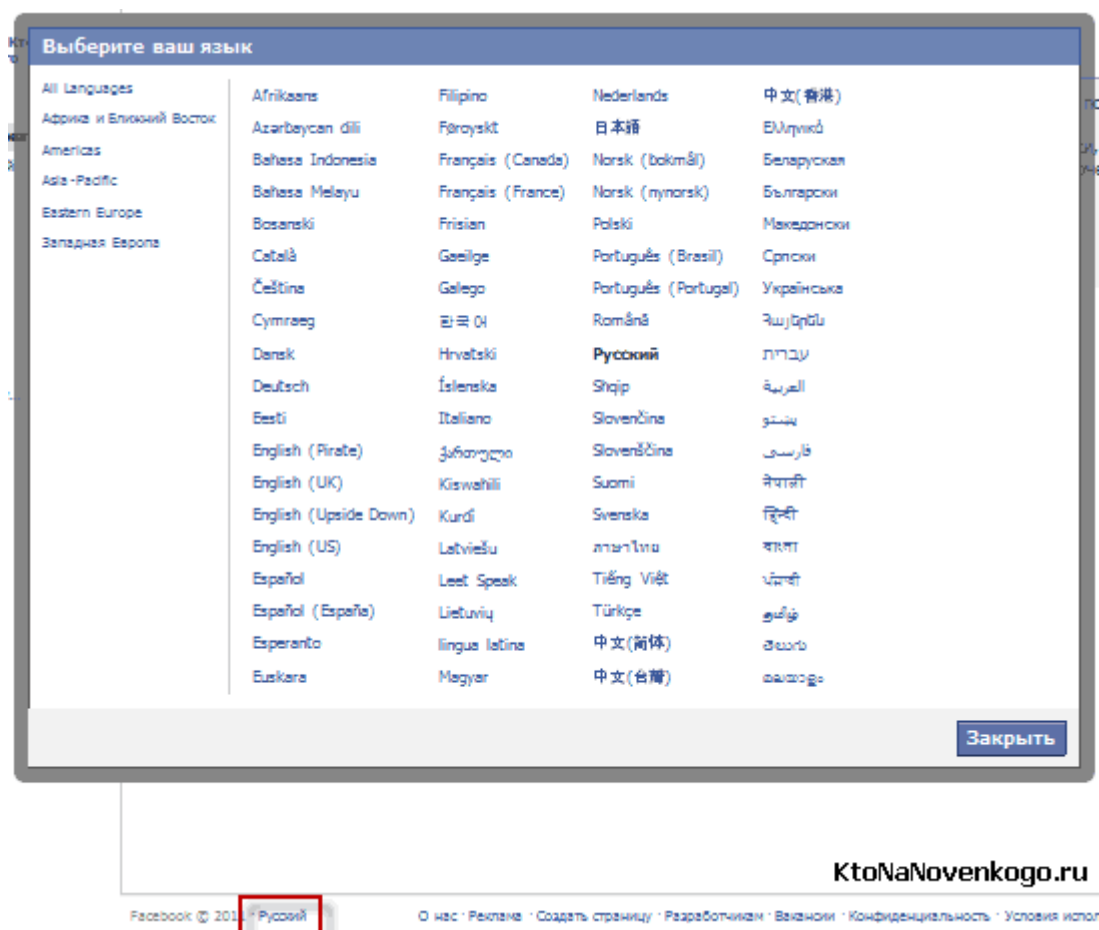 Выберите ваш язык
All Languages
Африка и Ближний Восток
Americas
Asia-Pacific
Eastern Europe
Западная Европа
Afrikaans
Azərbaycan dili
Bahasa Indonesia
Bahasa Melayu
Bosanski
Català
Čeština
Cymraeg
Dansk
Deutsch
Eesti
English (Pirate)
English (UK)
English (Upside Down)
English (US)
Español
Español (España)
Esperanto
Euskara
Filipino
Føroyskt
Français (Canada)
Français (France)
Frisian
Gaeilge
Galego
한국어
Hrvatski
Íslenska
Italiano
ქართული
Kiswahili
Kurdî
Latviešu
Leet Speak
Lietuvių
lingua latina
Magyar
Nederlands
日本語
Norsk (bokmål)
Norsk (nynorsk)
Polski
Português (Brasil)
Português (Portugal)
Română
Русский
Shqip
Slovenčina
Slovenščina
Suomi
Svenska
ภาษาไทย
Tiếng Việt
Türkçe
中文(简体)
中文(台灣)
中文(香港)
Ελληνικά
Беларуская
Български
Македонски
Српски
Українська
Հայերեն
עברית
العربية
پښتو
فارسی
नेपाली
हिन्दी
বাংলা
ਪੰਜਾਬੀ
தமிழ்
తెలుగు
മലയാളം
Закрыть
KtoNaNovenkogo.ru
Facebook © 2011 · Русский
О нас · Реклама · Создать страницу · Разработчикам · Вакансии · Конфиденциальность · Условия испол